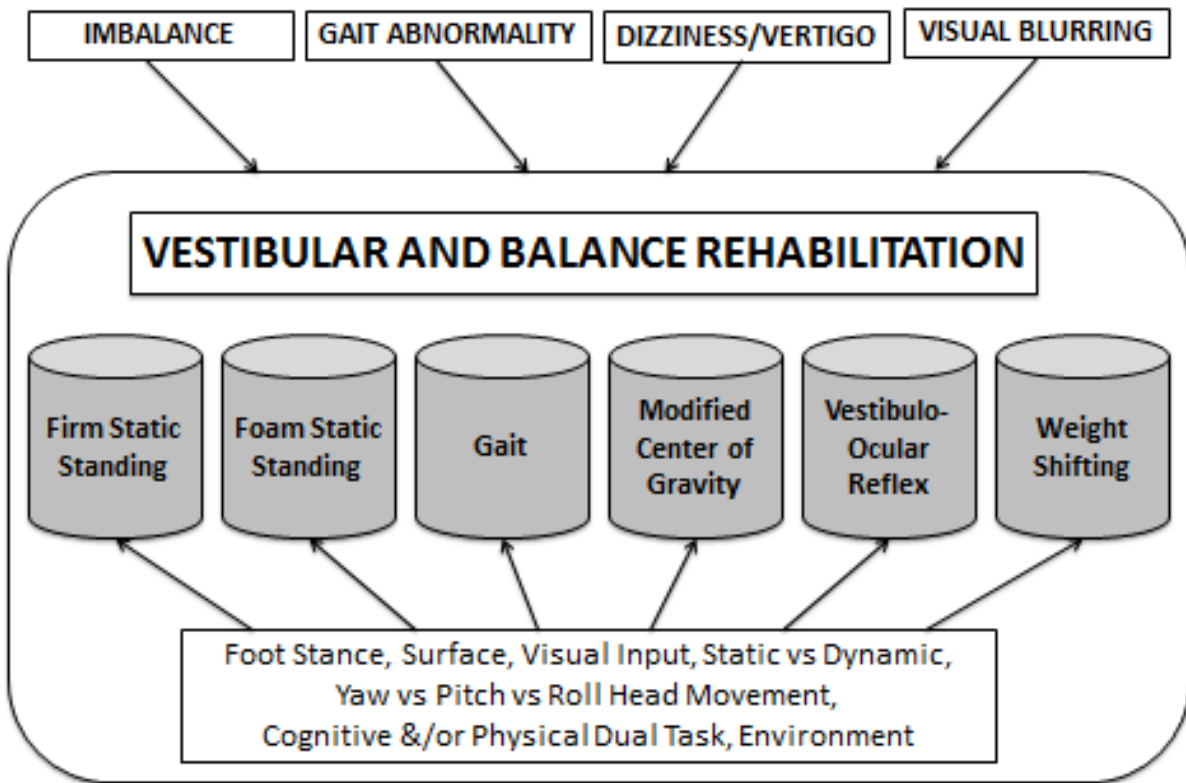 IMBALANCE
GAIT ABNORMALITY
DIZZINESS/VERTIGO
VISUAL BLURRING
VESTIBULAR AND BALANCE REHABILITATION
Firm Static
Standing
Foam Static
Standing
Gait
Modified
Center of
Gravity
Vestibulo-
Ocular
Reflex
Weight
Shifting
Foot Stance, Surface, Visual Input, Static vs Dynamic,
Yaw vs Pitch vs Roll Head Movement,
Cognitive &/or Physical Dual Task, Environment